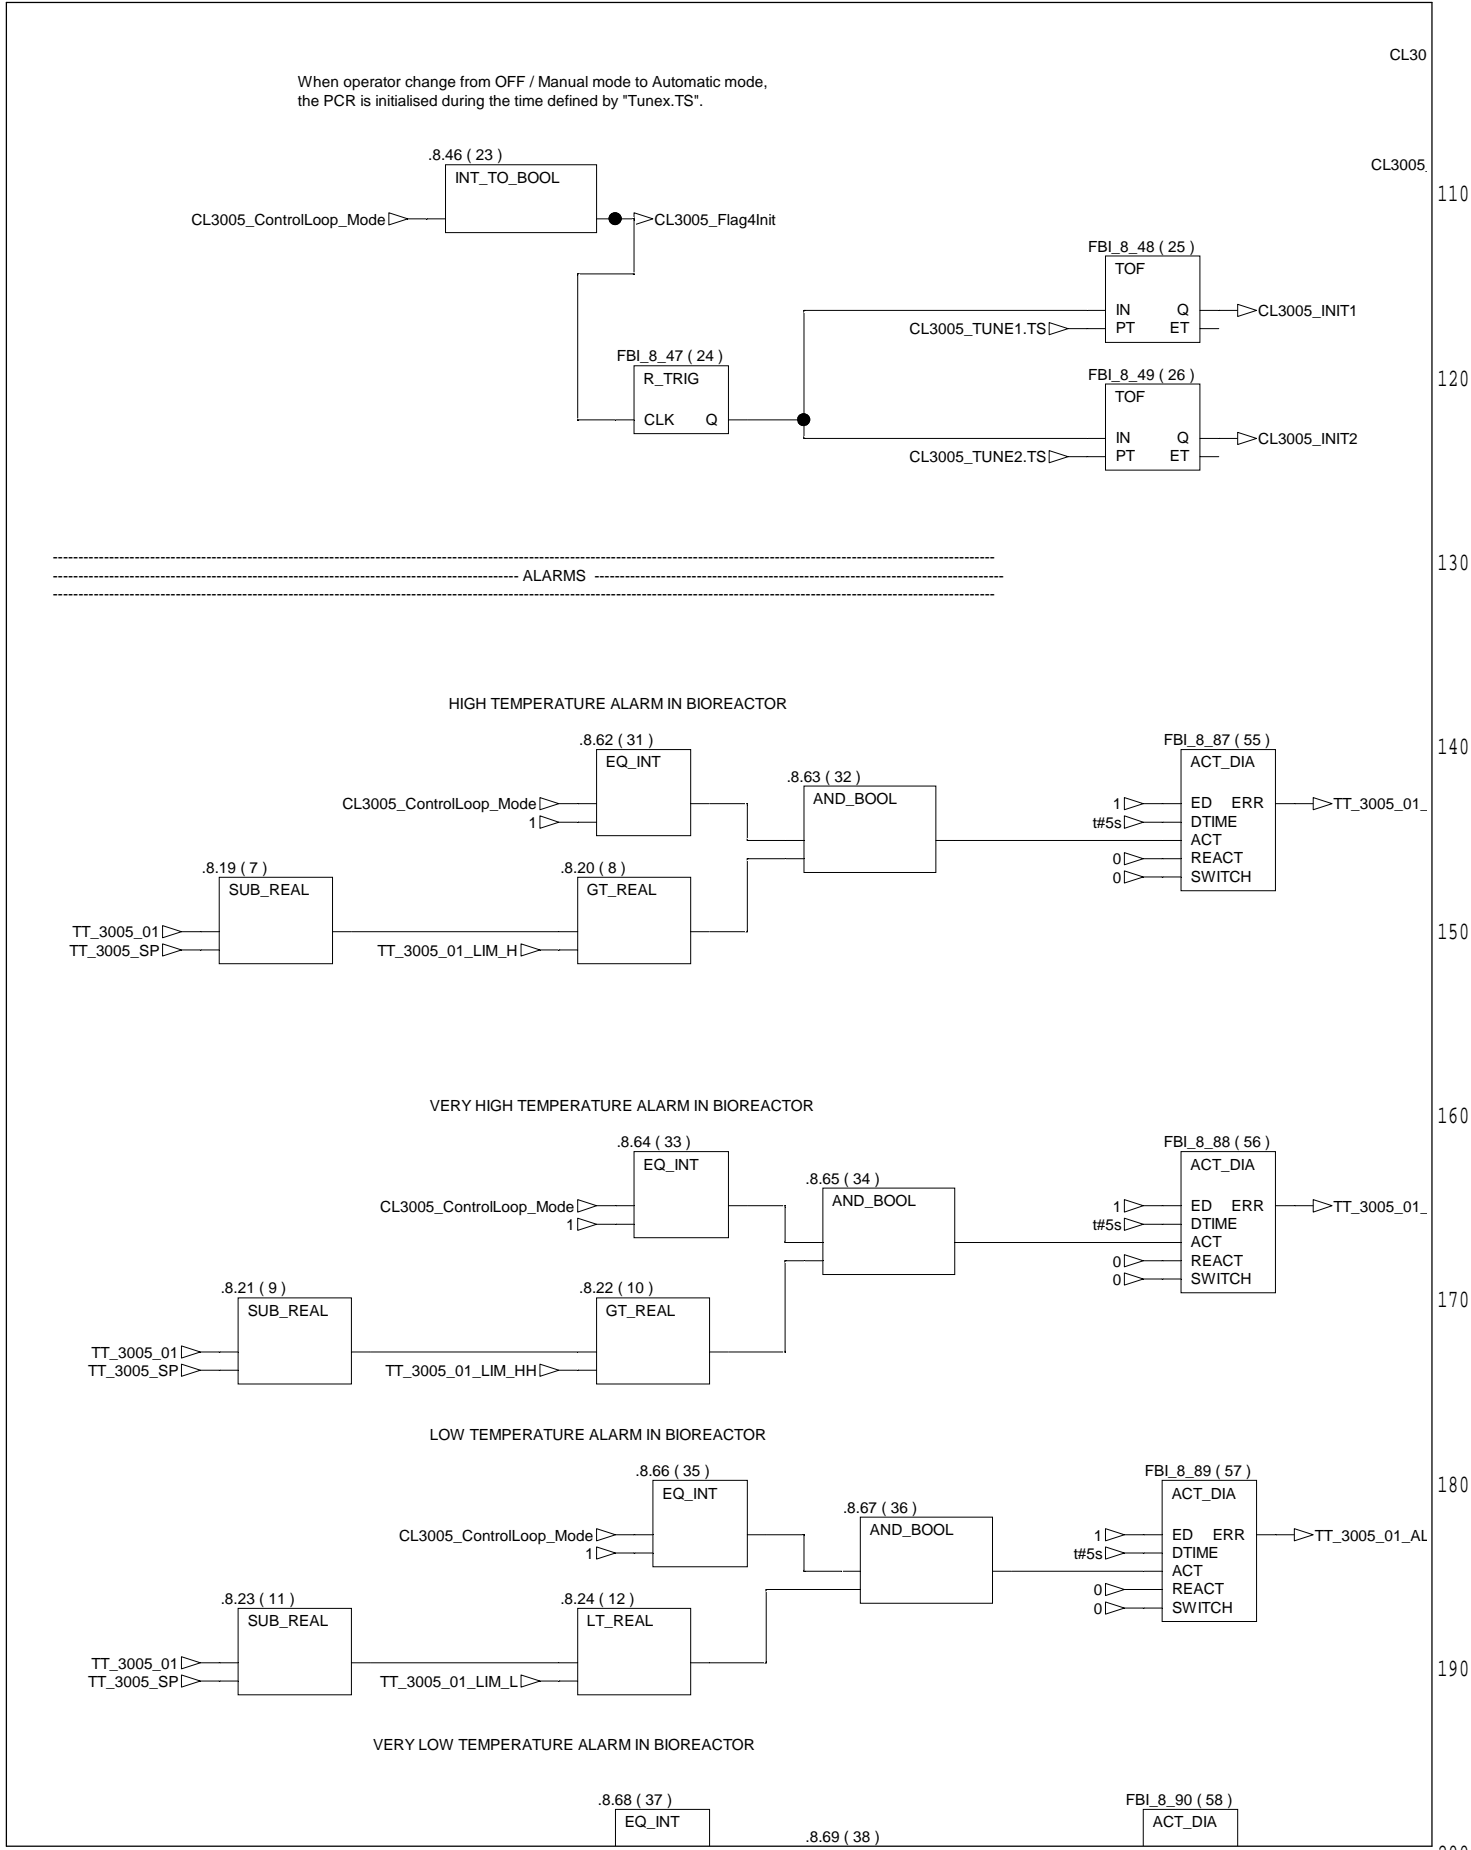 CL30
When operator change from OFF / Manual mode to Automatic mode,
the PCR is initialised during the time defined by "Tunex.TS".
.8.46 ( 23 )
INT_TO_BOOL
CL3005_
110
CL3005_ControlLoop_Mode
CL3005_Flag4Init
FBI_8_48 ( 25 )
TOF
IN Q
CL3005_INIT1
CL3005_TUNE1.TS
PT ET
FBI_8_47 ( 24 )
R_TRIG
CLK Q
FBI_8_49 ( 26 )
120
TOF
IN Q
CL3005_INIT2
CL3005_TUNE2.TS
PT ET
130
ALARMS
HIGH TEMPERATURE ALARM IN BIOREACTOR
140
.8.62 ( 31 )
EQ_INT
CL3005_ControlLoop_Mode
1
.8.63 ( 32 )
AND_BOOL
FBI_8_87 ( 55 )
ACT_DIA
1
ED ERR
TT_3005_01_
t#5s
DTIME
ACT
0
REACT
0
SWITCH
.8.19 ( 7 )
SUB_REAL
TT_3005_01
TT_3005_SP
.8.20 ( 8 )
GT_REAL
TT_3005_01_LIM_H
150
VERY HIGH TEMPERATURE ALARM IN BIOREACTOR
160
.8.64 ( 33 )
EQ_INT
CL3005_ControlLoop_Mode
1
.8.65 ( 34 )
AND_BOOL
FBI_8_88 ( 56 )
ACT_DIA
1
ED ERR
TT_3005_01_
t#5s
DTIME
ACT
0
REACT
0
SWITCH
.8.21 ( 9 )
SUB_REAL
TT_3005_01
TT_3005_SP
.8.22 ( 10 )
GT_REAL
TT_3005_01_LIM_HH
170
LOW TEMPERATURE ALARM IN BIOREACTOR
.8.66 ( 35 )
EQ_INT
CL3005_ControlLoop_Mode
1
.8.67 ( 36 )
AND_BOOL
FBI_8_89 ( 57 )
ACT_DIA
180
1
ED ERR
TT_3005_01_AL
t#5s
DTIME
ACT
0
REACT
0
SWITCH
.8.23 ( 11 )
SUB_REAL
TT_3005_01
TT_3005_SP
.8.24 ( 12 )
LT_REAL
TT_3005_01_LIM_L
190
VERY LOW TEMPERATURE ALARM IN BIOREACTOR
.8.68 ( 37 )
EQ_INT
.8.69 ( 38 )
FBI_8_90 ( 58 )
ACT_DIA